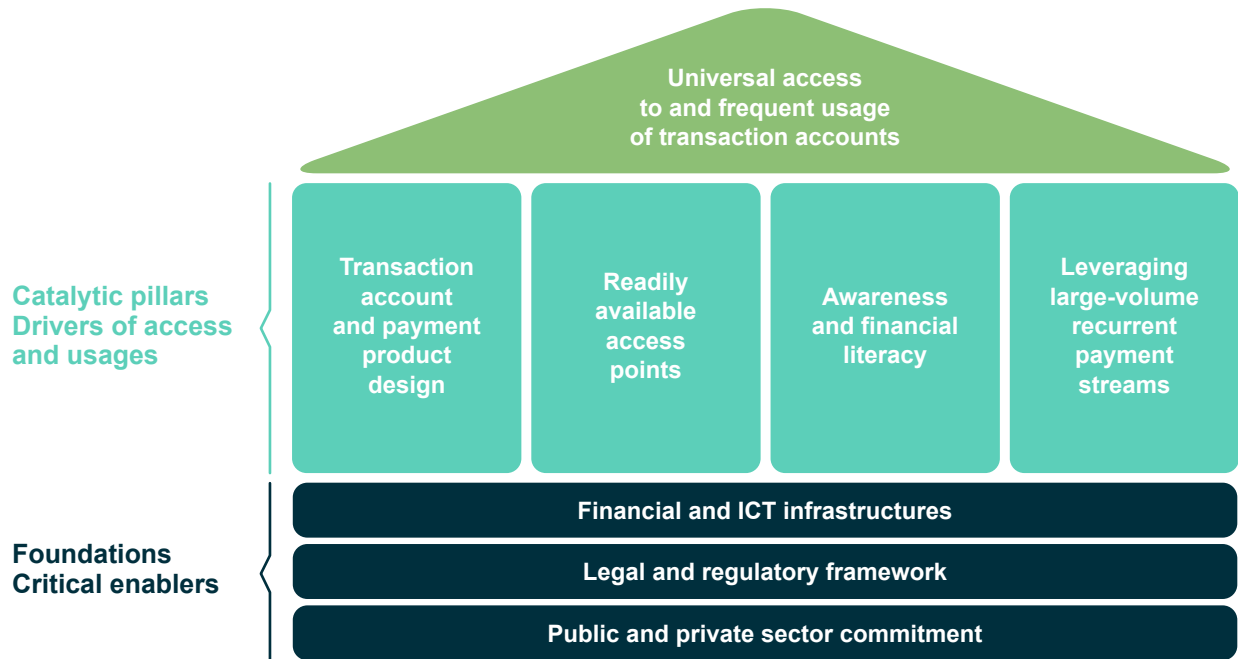 Universal access
to and frequent usage
of transaction accounts
Catalytic pillars
Drivers of access
and usages
Transaction
account
and payment
product
design
Readily
available
access
points
Awareness
and financial
literacy
Leveraging
large-volume
recurrent
payment
streams
Foundations
Critical enablers
Financial and ICT infrastructures
Legal and regulatory framework
Public and private sector commitment